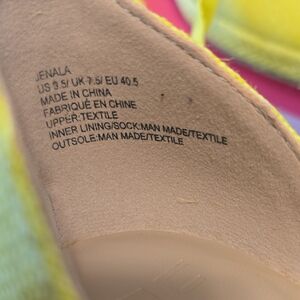 JENALA
US 9.5/ UK 7.5/ EU 40.5
MADE IN CHINA
FABRIQUÉ EN CHINE
UPPER:TEXTILE
INNER LINING/SOCK:MAN MADE/TEXTILE
OUTSOLE:MAN MADE/TEXTILE